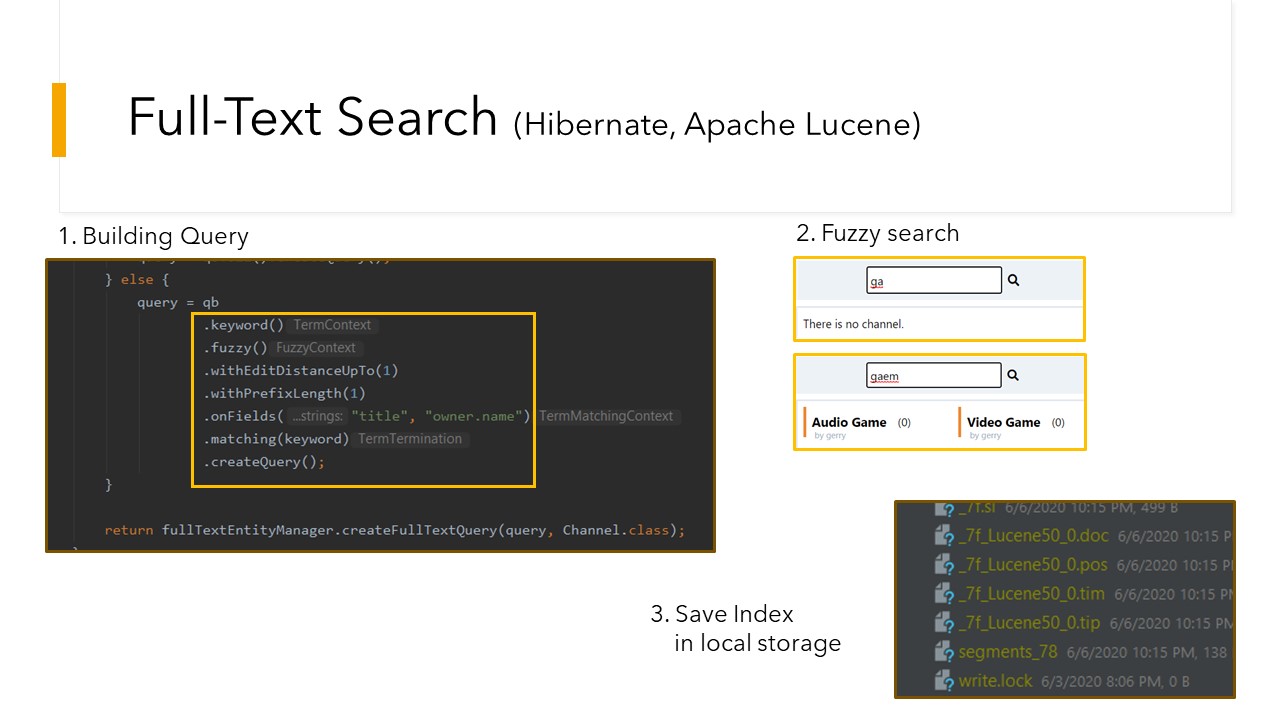 Full-Text Search (Hibernate, Apache Lucene)
1. Building Query
} else {
query = qb
.keyword() TermContext
.fuzzy() FuzzyContext
.withEditDistanceUpTo(1)
.withPrefixLength(1)
.onFields( ...strings: "title", "owner.name") TermMatchingContext
.matching(keyword) TermTermination
.createQuery();
}
return fullTextEntityManager.createFullTextQuery(query, Channel.class);
2. Fuzzy search
ga
There is no channel.
gaem
Audio Game (0) Video Game (0)
by gerry by gerry
3. Save Index
in local storage
_7f.si 6/6/2020 10:15 PM, 499 B
_7f_Lucene50_0.doc 6/6/2020 10:15 P
_7f_Lucene50_0.pos 6/6/2020 10:15 P
_7f_Lucene50_0.tim 6/6/2020 10:15 PM
_7f_Lucene50_0.tip 6/6/2020 10:15 PM
segments_78 6/6/2020 10:15 PM, 138
write.lock 6/3/2020 8:06 PM, 0 B